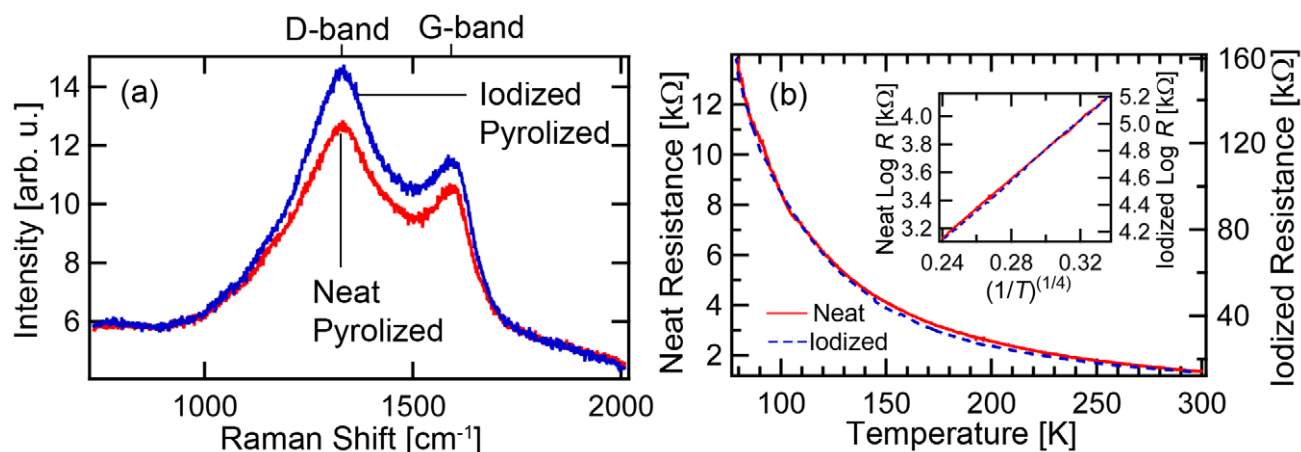 D-band G-band
(a)
Iodized
Pyrolized
Neat
Pyrolized
Intensity [arb. u.]
14
12
10
8
6
1000 1500 2000
Raman Shift [cm⁻¹]
(b)
Neat Resistance [kΩ]
12
10
8
6
4
2
Iodized Resistance [kΩ]
160
120
80
40
Neat
Iodized
100 150 200 250 300
Temperature [K]
Neat Log R [kΩ]
4.0
3.8
3.6
3.4
3.2
Iodized Log R [kΩ]
5.2
5.0
4.8
4.6
4.4
4.2
0.24 0.28 0.32
(1/T)^(1/4)